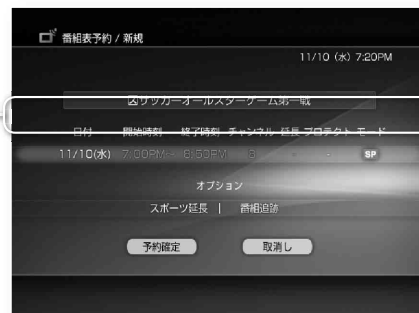 番組表予約 / 新規
11/10 (水) 7:20PM
サッカーオールスターゲーム第一戦
日付 開始時刻 終了時刻 チャンネル 延長 プロテクト モード
11/10(水) 7:00PM~ 8:50PM 6 - - SP
オプション
スポーツ延長 | 番組追跡
予約確定 取消し